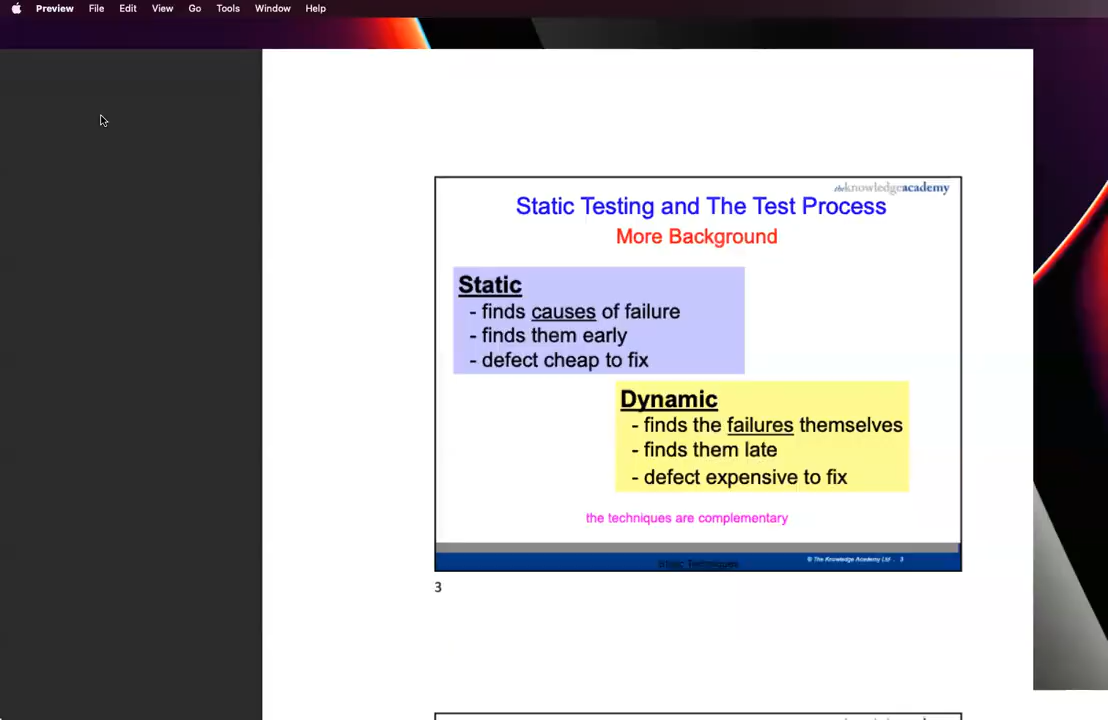 Preview File Edit View Go Tools Window Help
theknowledgeacademy
Static Testing and The Test Process
More Background
Static
- finds causes of failure
- finds them early
- defect cheap to fix
Dynamic
- finds the failures themselves
- finds them late
- defect expensive to fix
the techniques are complementary
Static Techniques
© The Knowledge Academy Ltd . 3
3